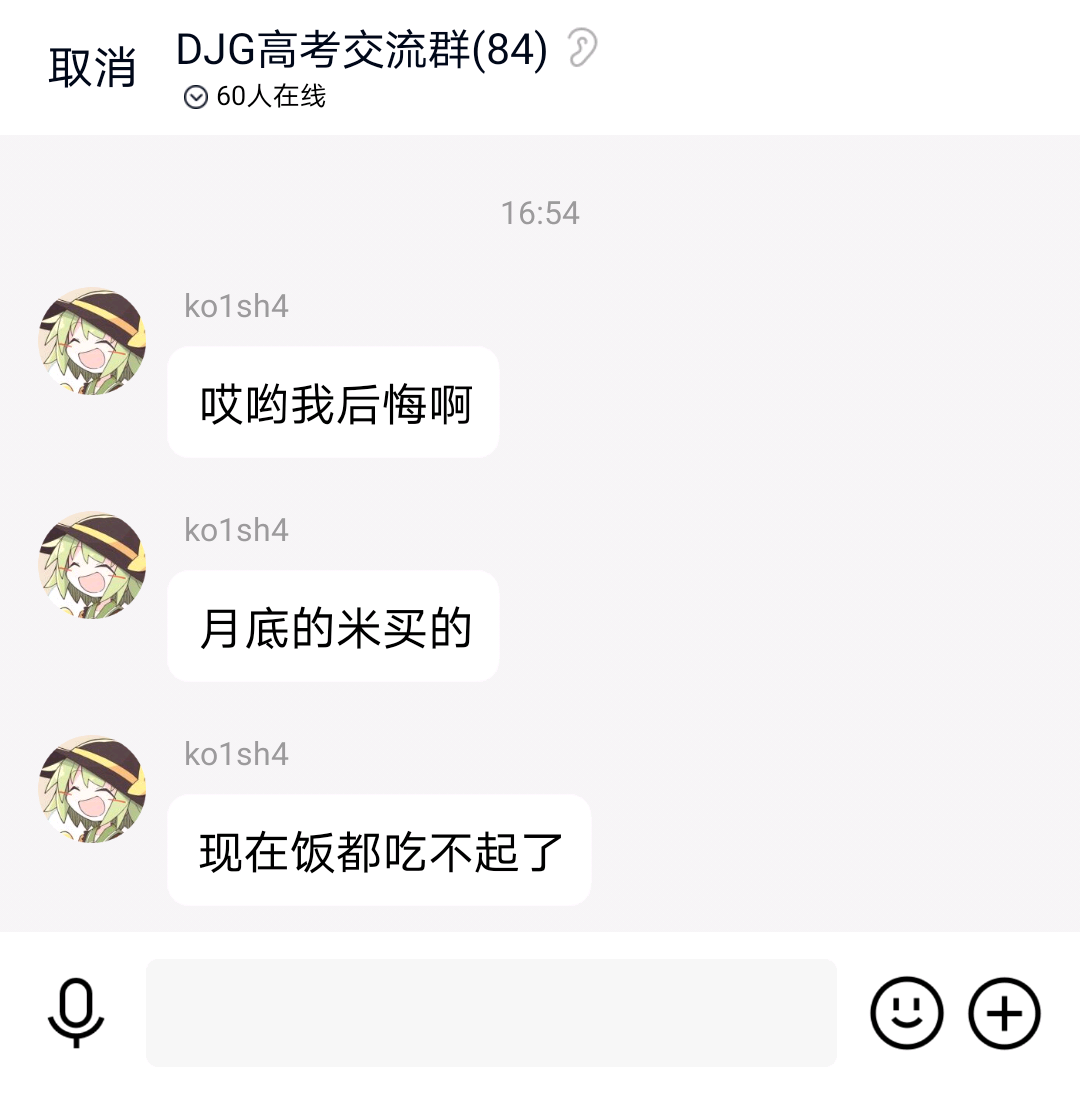 取消
DJG高考交流群(84)
60人在线
16:54
ko1sh4
哎哟我后悔啊
ko1sh4
月底的米买的
ko1sh4
现在饭都吃不起了